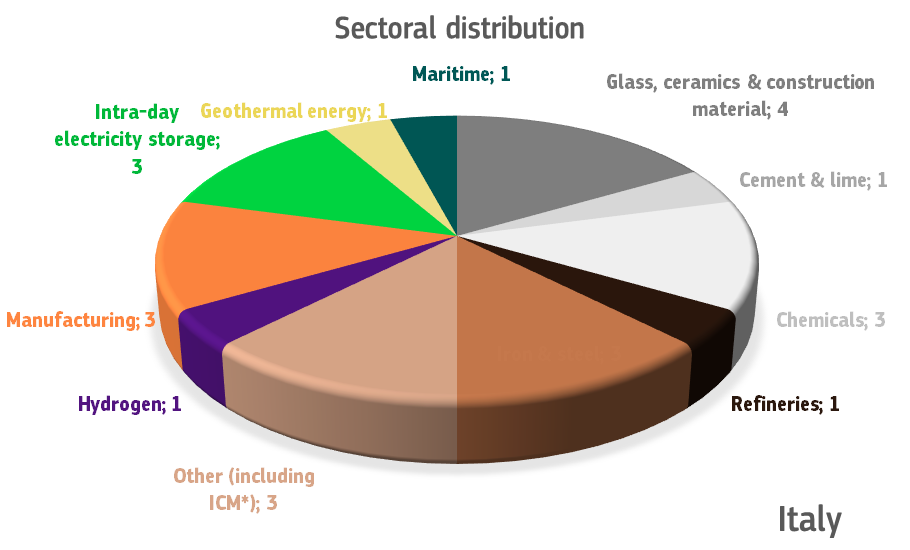 Sectoral distribution
Maritime; 1
Glass, ceramics & construction
material; 4
Intra-day
electricity storage;
3
Geothermal energy; 1
Cement & lime; 1
Manufacturing; 3
Chemicals; 3
Hydrogen; 1
Refineries; 1
Other (including
ICM*); 3
Italy